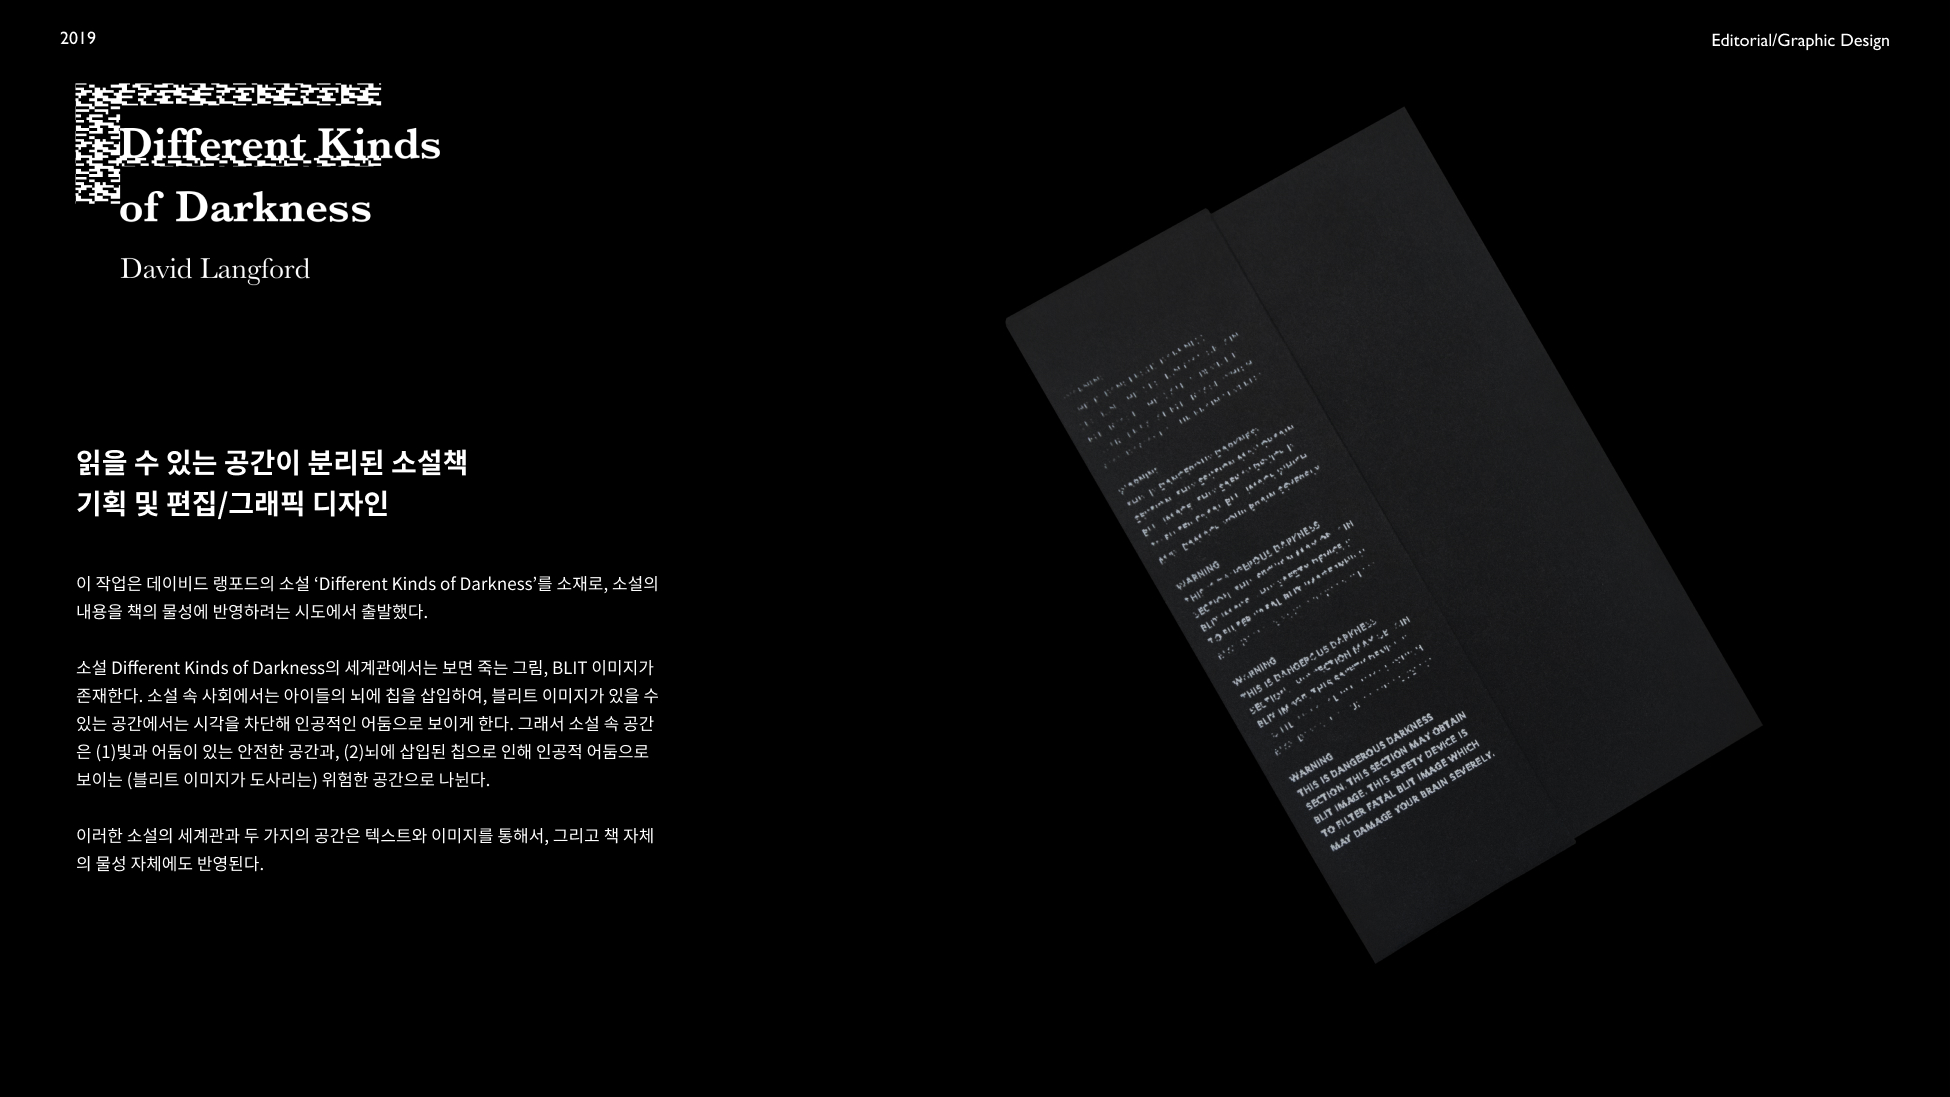 2019
Editorial/Graphic Design
Different Kinds
of Darkness
David Langford
읽을 수 있는 공간이 분리된 소설책
기획 및 편집/그래픽 디자인
이 작업은 데이비드 랭포드의 소설 ‘Different Kinds of Darkness’를 소재로, 소설의
내용을 책의 물성에 반영하려는 시도에서 출발했다.
소설 Different Kinds of Darkness의 세계관에서는 보면 죽는 그림, BLIT 이미지가
존재한다. 소설 속 사회에서는 아이들의 뇌에 칩을 삽입하여, 블리트 이미지가 있을 수
있는 공간에서는 시각을 차단해 인공적인 어둠으로 보이게 한다. 그래서 소설 속 공간
은 (1)빛과 어둠이 있는 안전한 공간과, (2)뇌에 삽입된 칩으로 인해 인공적 어둠으로
보이는 (블리트 이미지가 도사리는) 위험한 공간으로 나뉜다.
이러한 소설의 세계관과 두 가지의 공간은 텍스트와 이미지를 통해서, 그리고 책 자체
의 물성 자체에도 반영된다.
WARNING
WARNING
THIS IS DANGEROUS DARKNESS
WARNING
THIS IS DANGEROUS DARKNESS
SECTION. THIS SECTION MAY OBTAIN
BLIT IMAGE. THIS SAFETY DEVICE IS
TO FILTER FATAL BLIT IMAGE WHICH
MAY DAMAGE YOUR BRAIN SEVERELY.